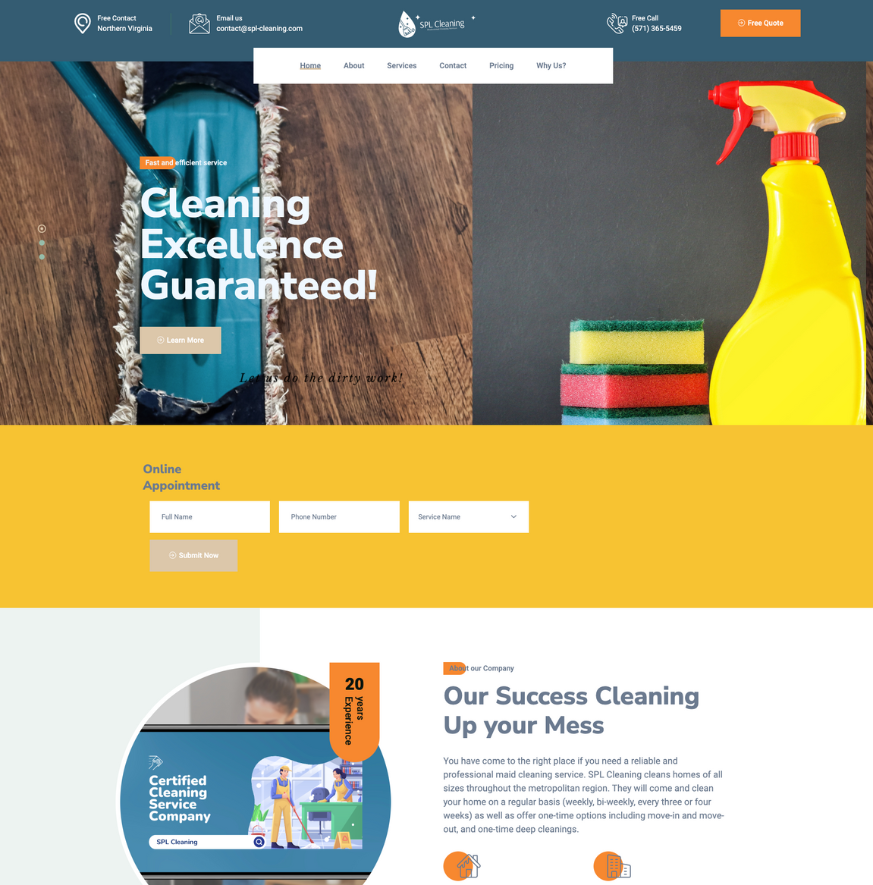 Free Contact
Northern Virginia
Email us
contact@spl-cleaning.com
SPL Cleaning
Free Call
(571) 365-5459
Free Quote
Home
About
Services
Contact
Pricing
Why Us?
Fast and efficient service
Cleaning
Excellence
Guaranteed!
Learn More
Let us do the dirty work!
Online
Appointment
Full Name
Phone Number
Service Name
Submit Now
20
years
Experience
Certified
Cleaning
Service
Company
SPL Cleaning
About our Company
Our Success Cleaning
Up your Mess
You have come to the right place if you need a reliable and
professional maid cleaning service. SPL Cleaning cleans homes of all
sizes throughout the metropolitan region. They will come and clean
your home on a regular basis (weekly, bi-weekly, every three or four
weeks) as well as offer one-time options including move-in and move-
out, and one-time deep cleanings.